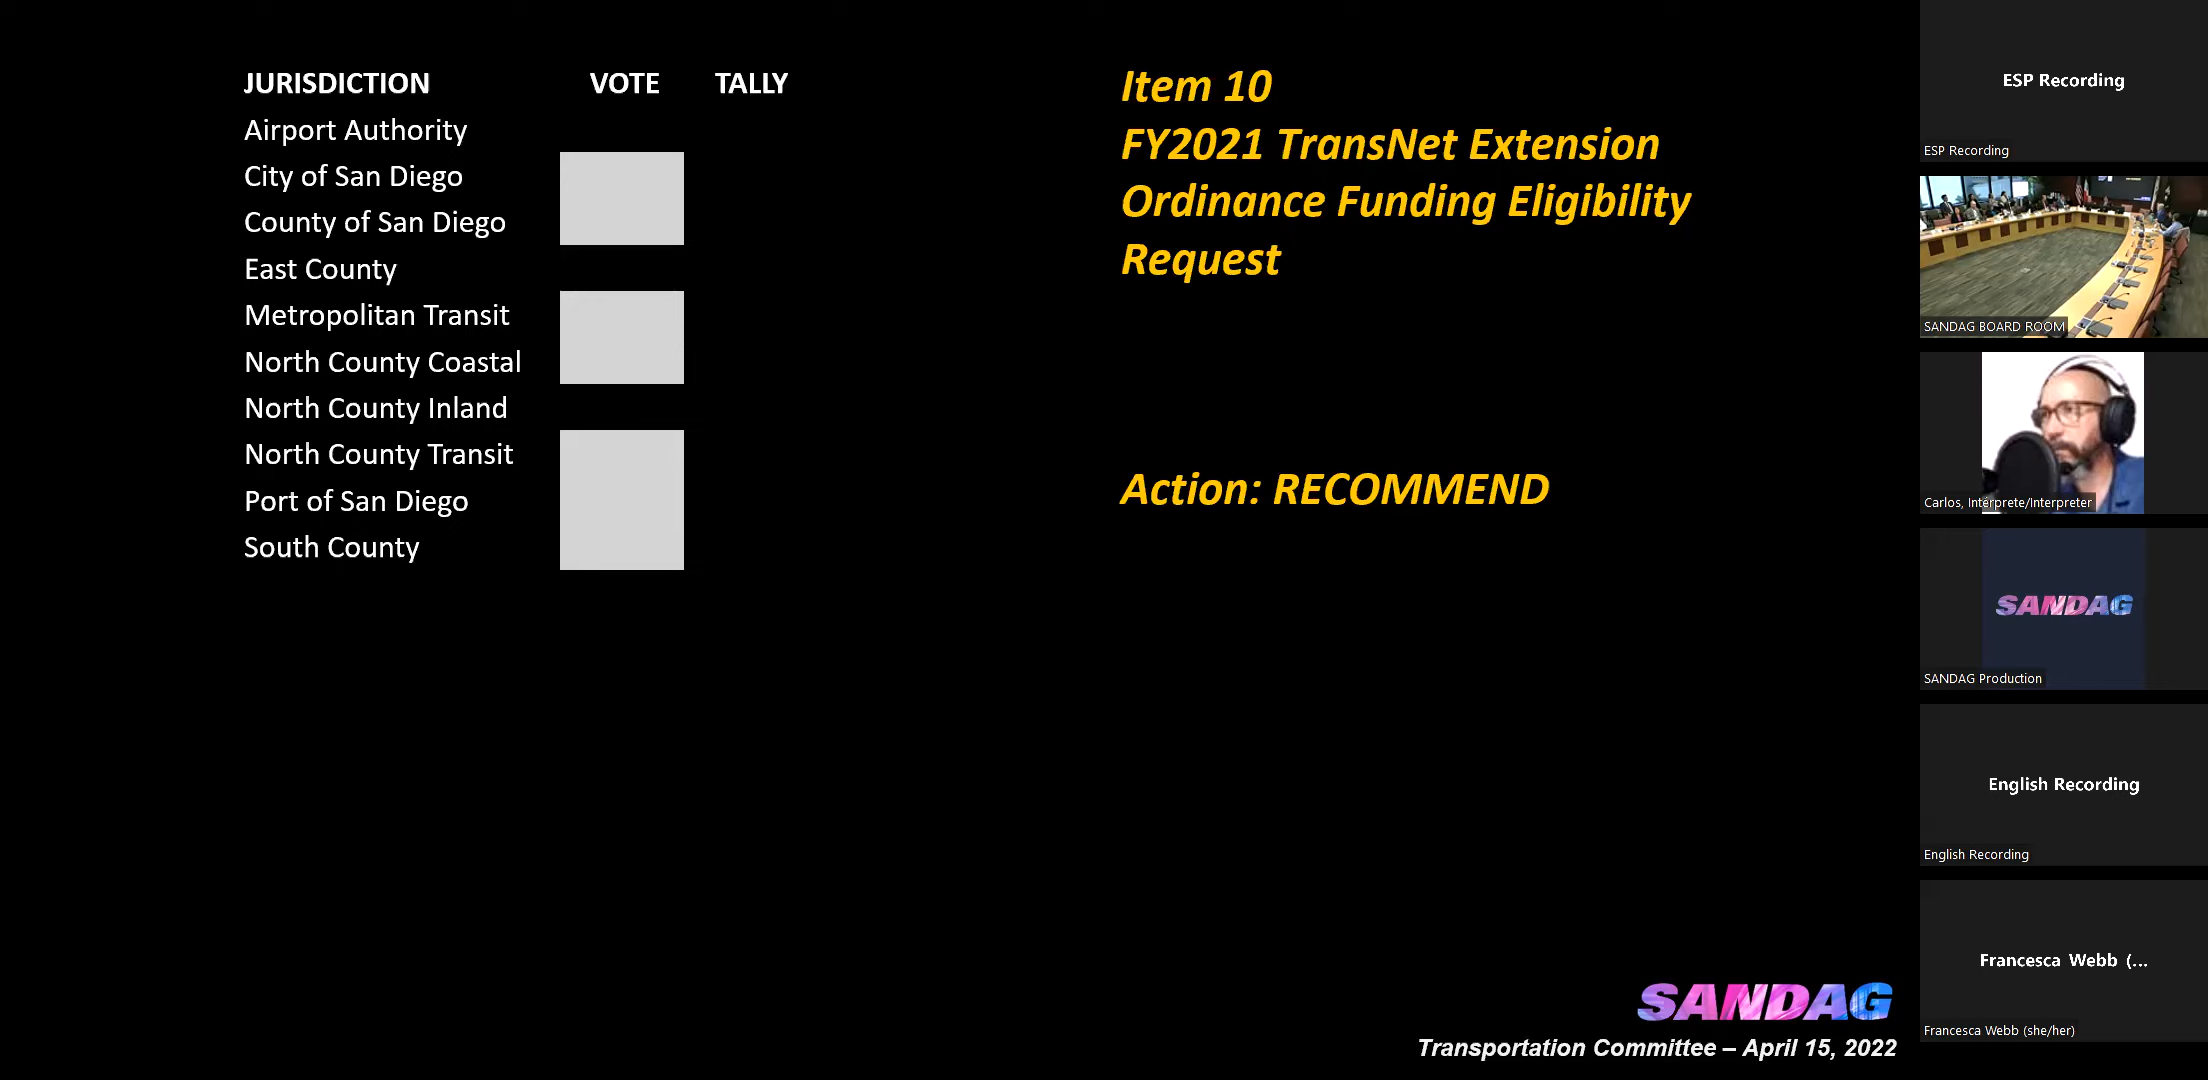 JURISDICTION VOTE TALLY
Airport Authority
City of San Diego
County of San Diego
East County
Metropolitan Transit
North County Coastal
North County Inland
North County Transit
Port of San Diego
South County
Item 10
FY2021 TransNet Extension
Ordinance Funding Eligibility
Request
Action: RECOMMEND
SANDAG
Transportation Committee – April 15, 2022
ESP Recording
ESP Recording
SANDAG BOARD ROOM
Carlos, Intérprete/Interpreter
SANDAG
SANDAG Production
English Recording
English Recording
Francesca Webb (...
Francesca Webb (she/her)